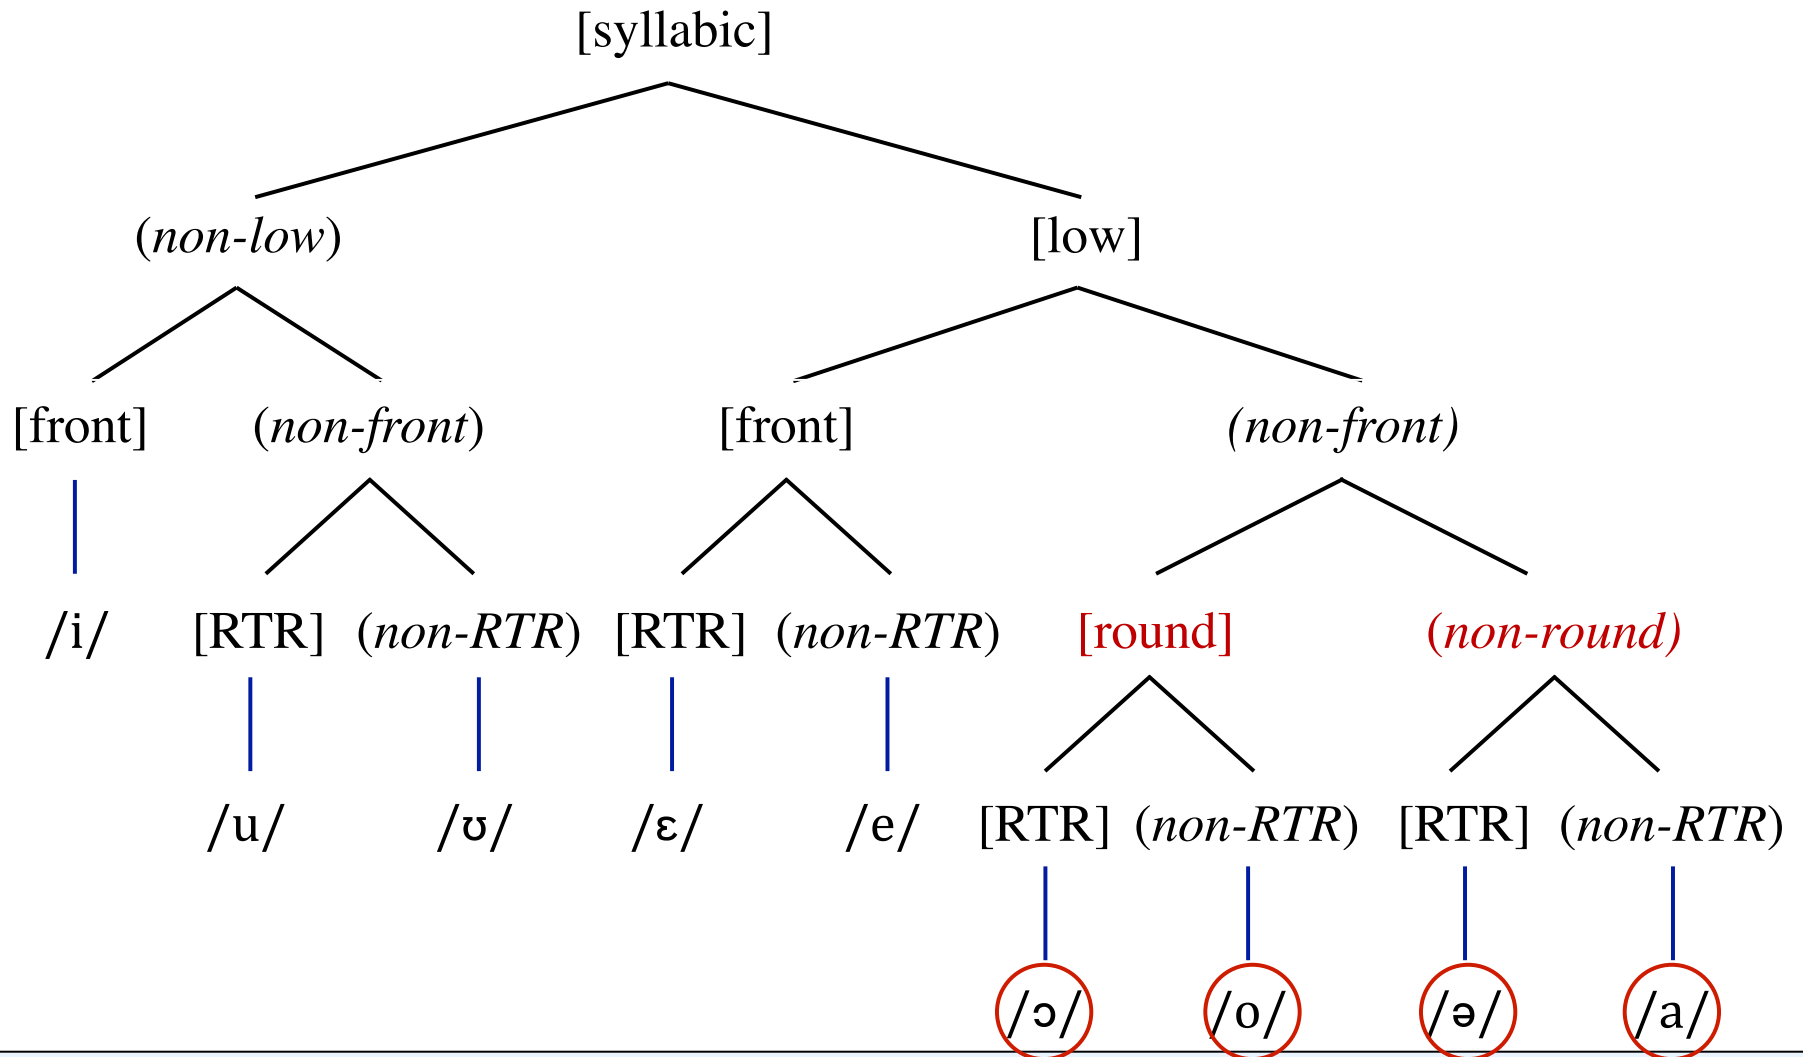 [syllabic]
(non-low) [low]
[front] (non-front) [front] (non-front)
/i/ [RTR] (non-RTR) [RTR] (non-RTR) [round] (non-round)
/u/ /ʊ/ /ɛ/ /e/ [RTR] (non-RTR) [RTR] (non-RTR)
/ɔ/ /o/ /ə/ /a/